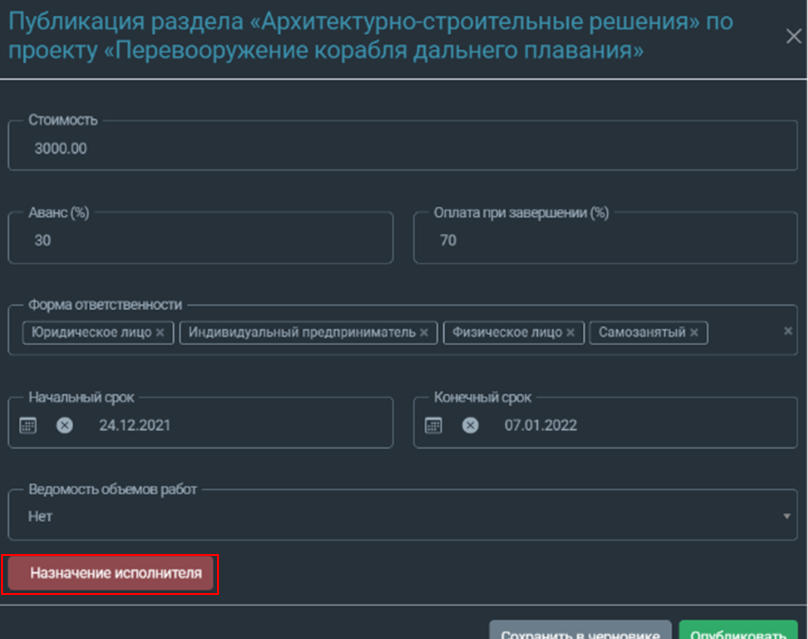 Публикация раздела «Архитектурно-строительные решения» по
проекту «Перевооружение корабля дальнего плавания»
Стоимость
3000.00
Аванс (%)
Оплата при завершении (%)
30
70
Форма ответственности
Юридическое лицо × Индивидуальный предприниматель × Физическое лицо × Самозанятый ×
Начальный срок
Конечный срок
24.12.2021
07.01.2022
Ведомость объемов работ
Нет
Назначение исполнителя
Сохранить в черновике
Опубликовать